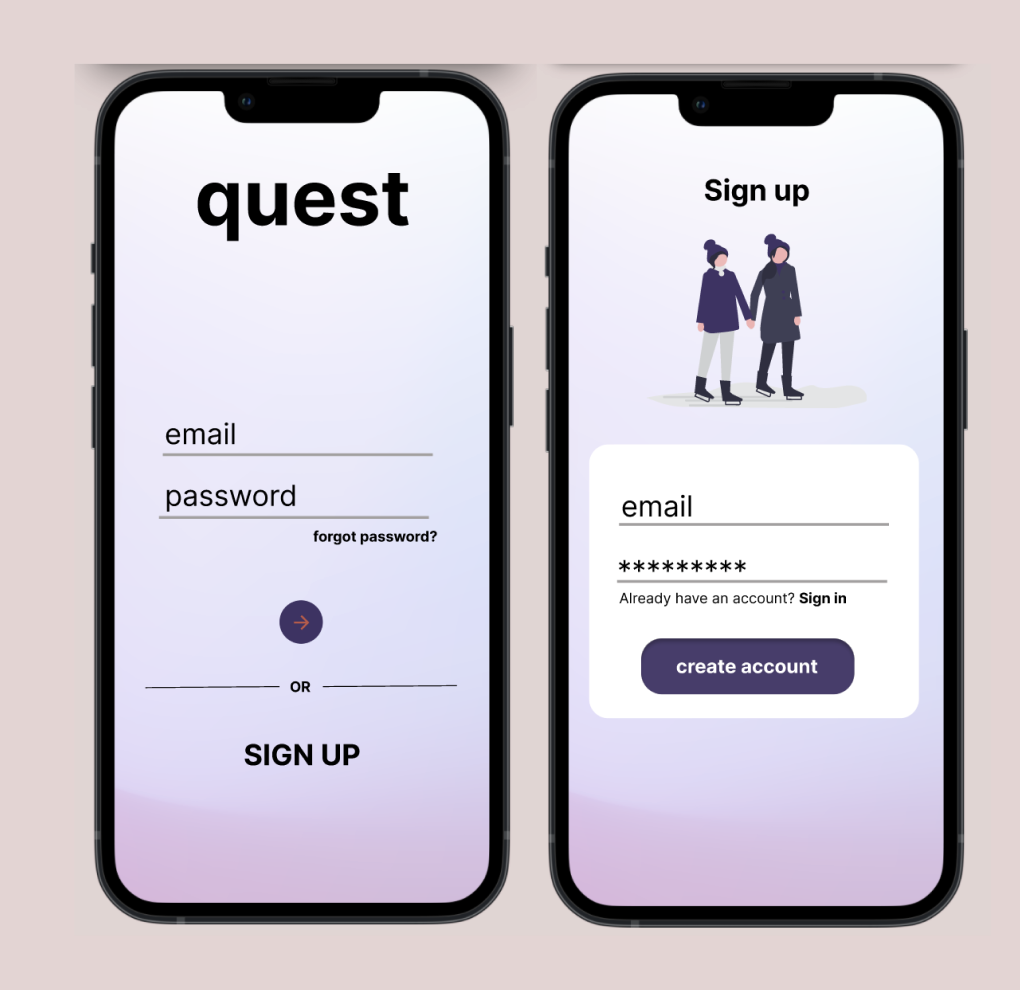 quest
email
password
forgot password?
OR
SIGN UP
Sign up
email
*********
Already have an account? Sign in
create account